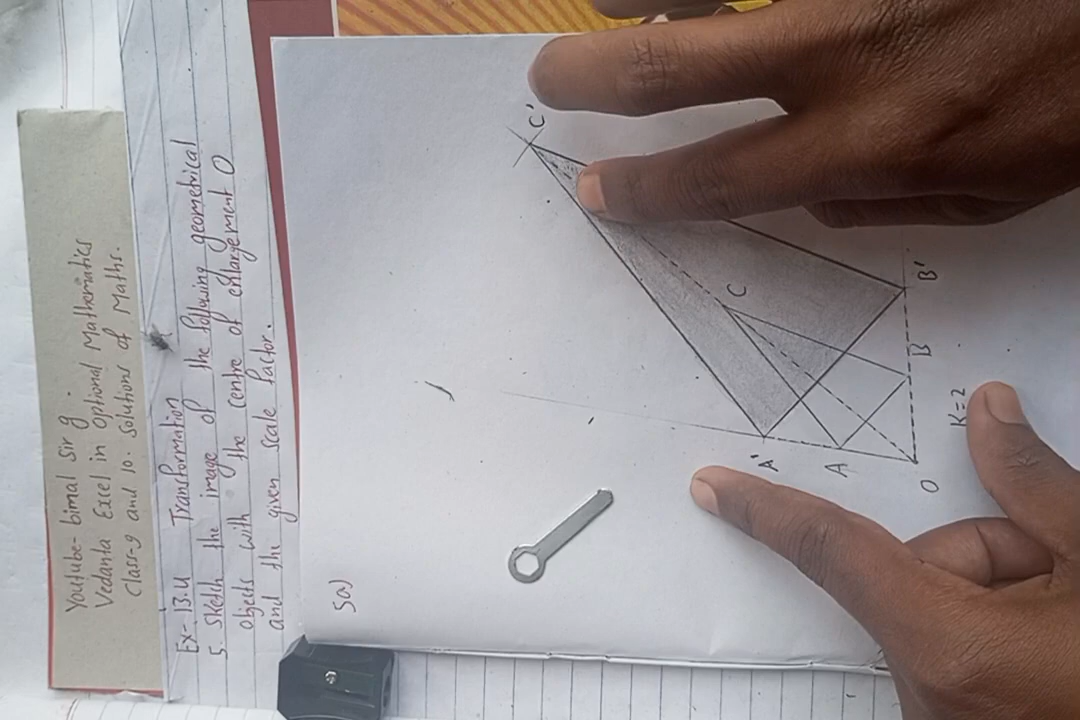 Youtube- bimal Sir g.
Vedanta Excel in Optional Mathematics
Class-9 and 10. Solutions of Maths.
Ex- 13.4 Transformation
5. Sketch the image of the following geometrical
objects with the centre of enlargement O
and the given scale factor.
5a)
C'
C
A'
A
B'
B
O
K=2